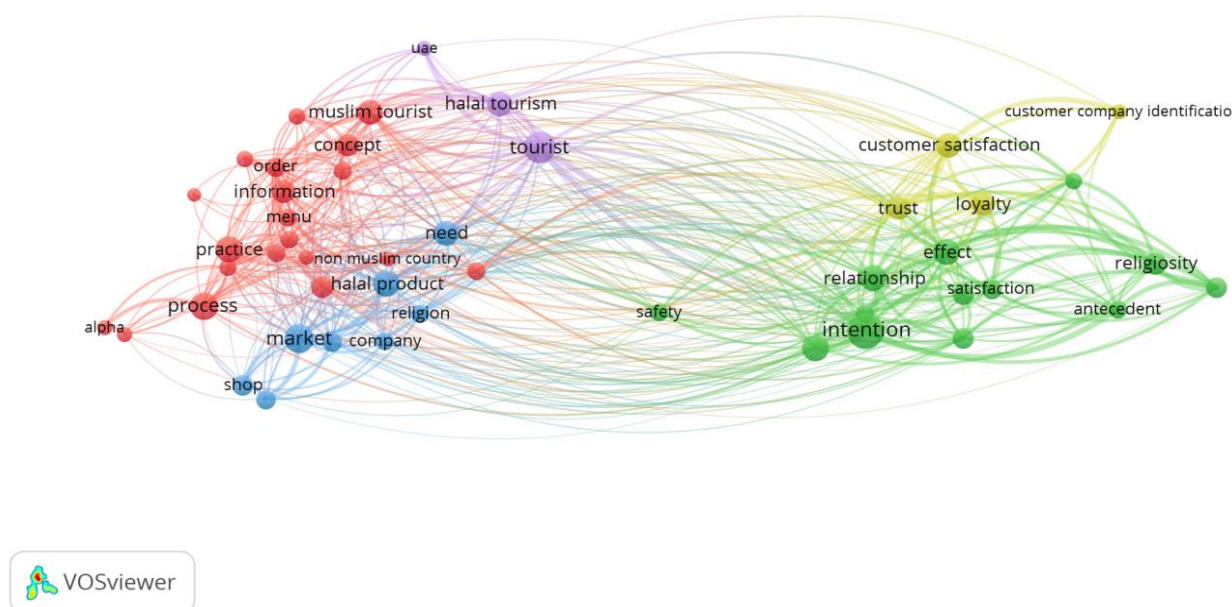 uae
halal tourism
muslim tourist
customer company identificatio
concept
tourist
customer satisfaction
order
information
menu
trust
loyalty
need
practice
effect
non muslim country
religiosity
halal product
relationship
satisfaction
process
religion
safety
antecedent
alpha
market
company
intention
shop
VOSviewer